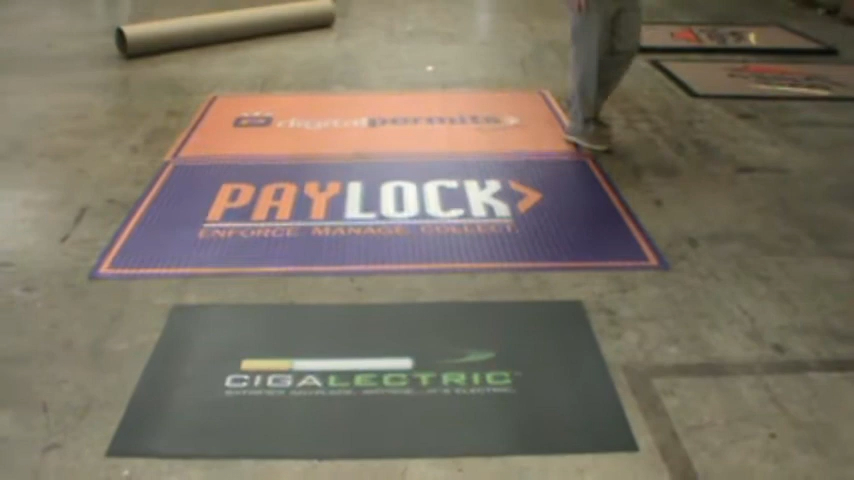 digitalpermits
PAYLOCK>
ENFORCE. MANAGE. COLLECT.
CIGALECTRIC